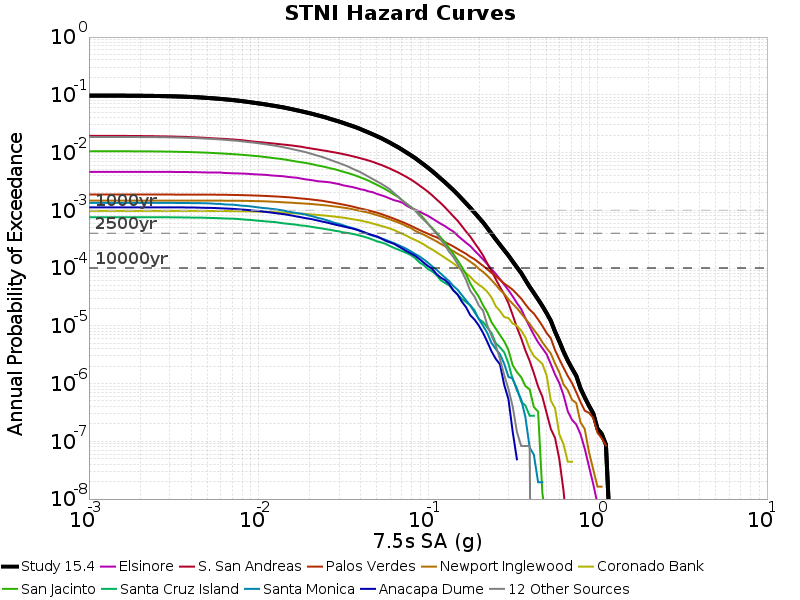 STNI Hazard Curves
Annual Probability of Exceedance
10^0
10^-1
10^-2
10^-3
10^-4
10^-5
10^-6
10^-7
10^-8
1000yr
2500yr
10000yr
10^-3 10^-2 10^-1 10^0 10^1
7.5s SA (g)
Study 15.4 Elsinore S. San Andreas Palos Verdes Newport Inglewood Coronado Bank
San Jacinto Santa Cruz Island Santa Monica Anacapa Dume 12 Other Sources